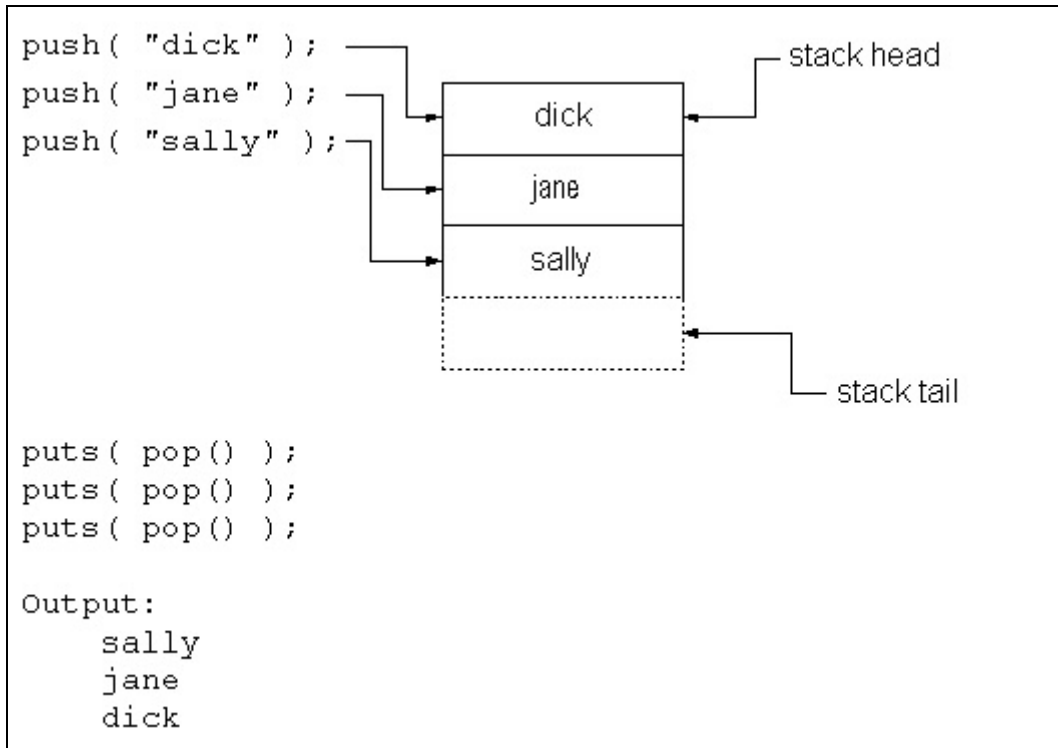 push( "dick" );
stack head
push( "jane" );
dick
push( "sally" );
jane
sally
stack tail
puts( pop() );
puts( pop() );
puts( pop() );
Output:
sally
jane
dick